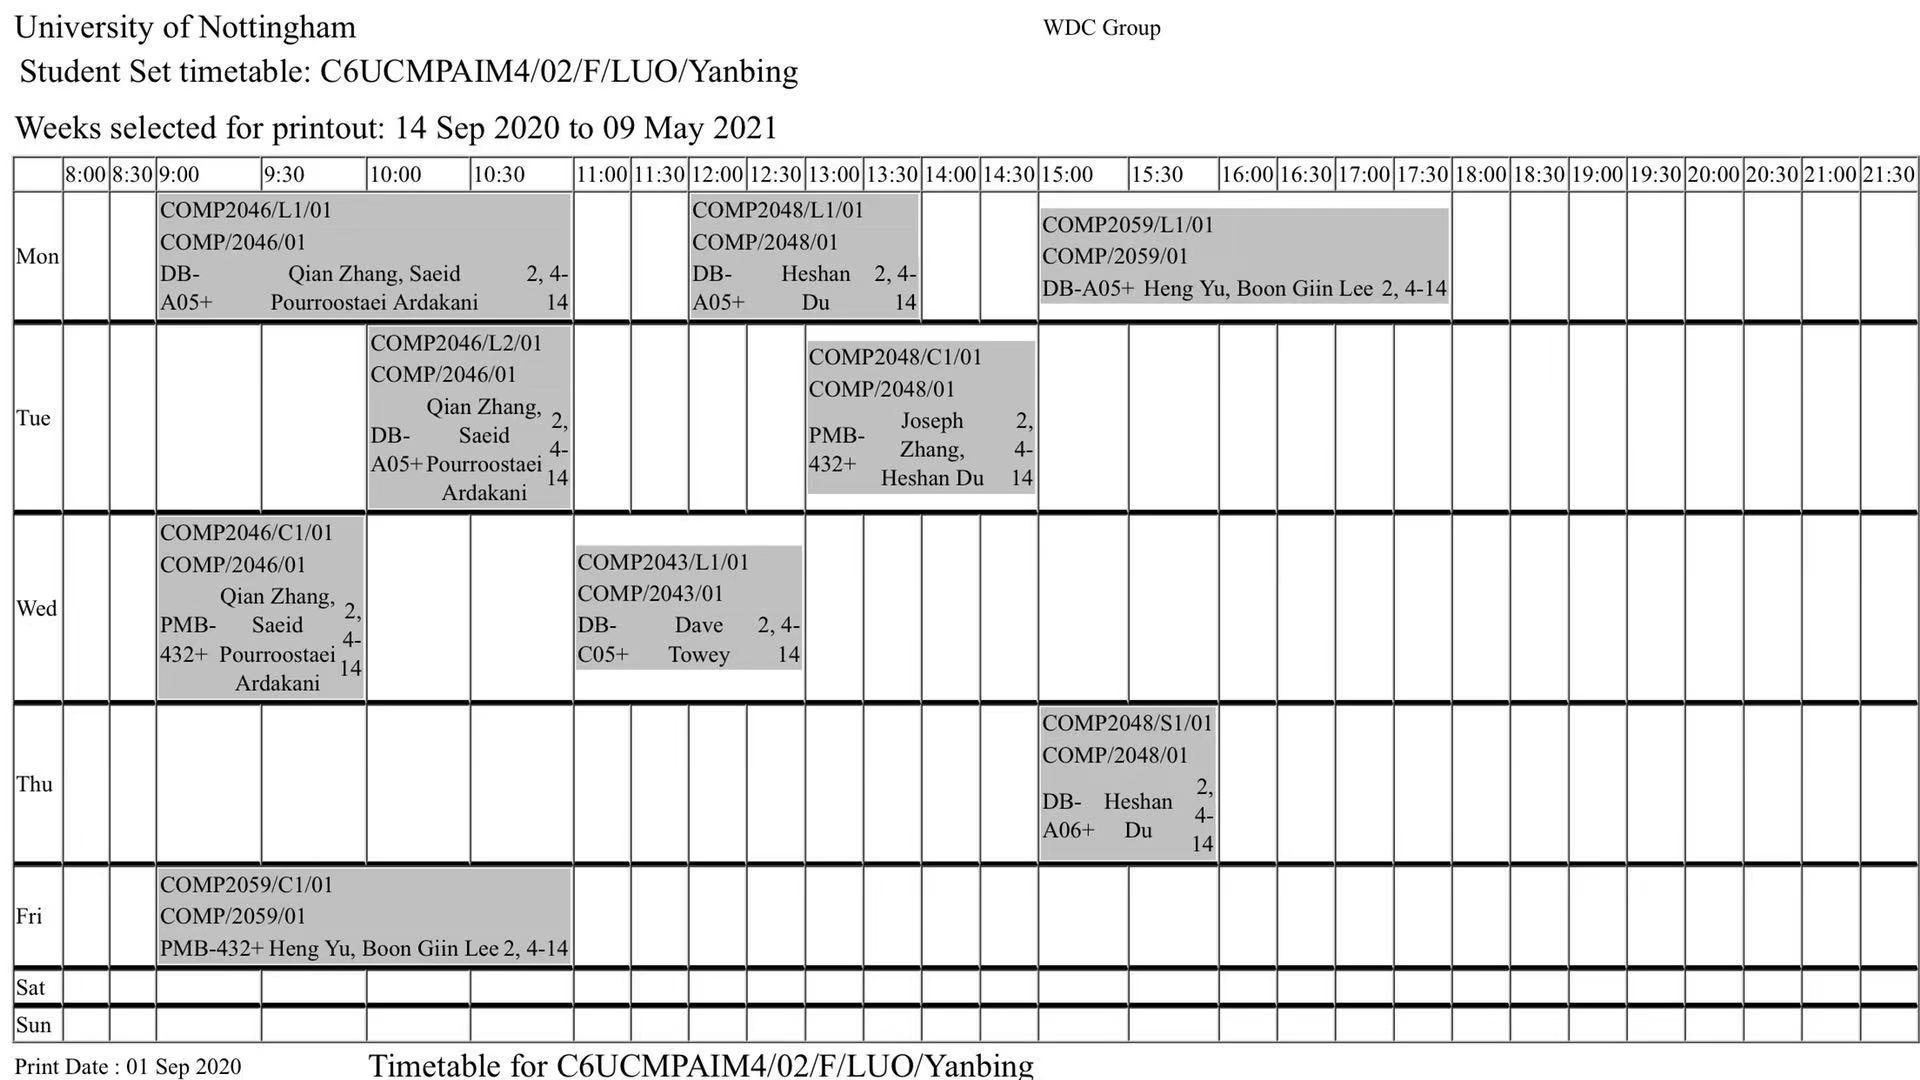 University of Nottingham
WDC Group
Student Set timetable: C6UCMPAIM4/02/F/LUO/Yanbing
Weeks selected for printout: 14 Sep 2020 to 09 May 2021
8:00 8:30 9:00 9:30 10:00 10:30 11:00 11:30 12:00 12:30 13:00 13:30 14:00 14:30 15:00 15:30 16:00 16:30 17:00 17:30 18:00 18:30 19:00 19:30 20:00 20:30 21:00 21:30
Mon
COMP2046/L1/01
COMP/2046/01
DB- Qian Zhang, Saeid 2, 4-
A05+ Pourroostaei Ardakani 14
COMP2048/L1/01
COMP/2048/01
DB- Heshan 2, 4-
A05+ Du 14
COMP2059/L1/01
COMP/2059/01
DB-A05+ Heng Yu, Boon Giin Lee 2, 4-14
Tue
COMP2046/L2/01
COMP/2046/01
Qian Zhang, 2,
DB- Saeid 4-
A05+ Pourroostaei 14
Ardakani
COMP2048/C1/01
COMP/2048/01
Joseph 2,
PMB- Zhang, 4-
432+ Heshan Du 14
Wed
COMP2046/C1/01
COMP/2046/01
Qian Zhang, 2,
PMB- Saeid 4-
432+ Pourroostaei 14
Ardakani
COMP2043/L1/01
COMP/2043/01
DB- Dave 2, 4-
C05+ Towey 14
Thu
COMP2048/S1/01
COMP/2048/01
2,
DB- Heshan 4-
A06+ Du 14
Fri
COMP2059/C1/01
COMP/2059/01
PMB-432+ Heng Yu, Boon Giin Lee 2, 4-14
Sat
Sun
Print Date : 01 Sep 2020
Timetable for C6UCMPAIM4/02/F/LUO/Yanbing